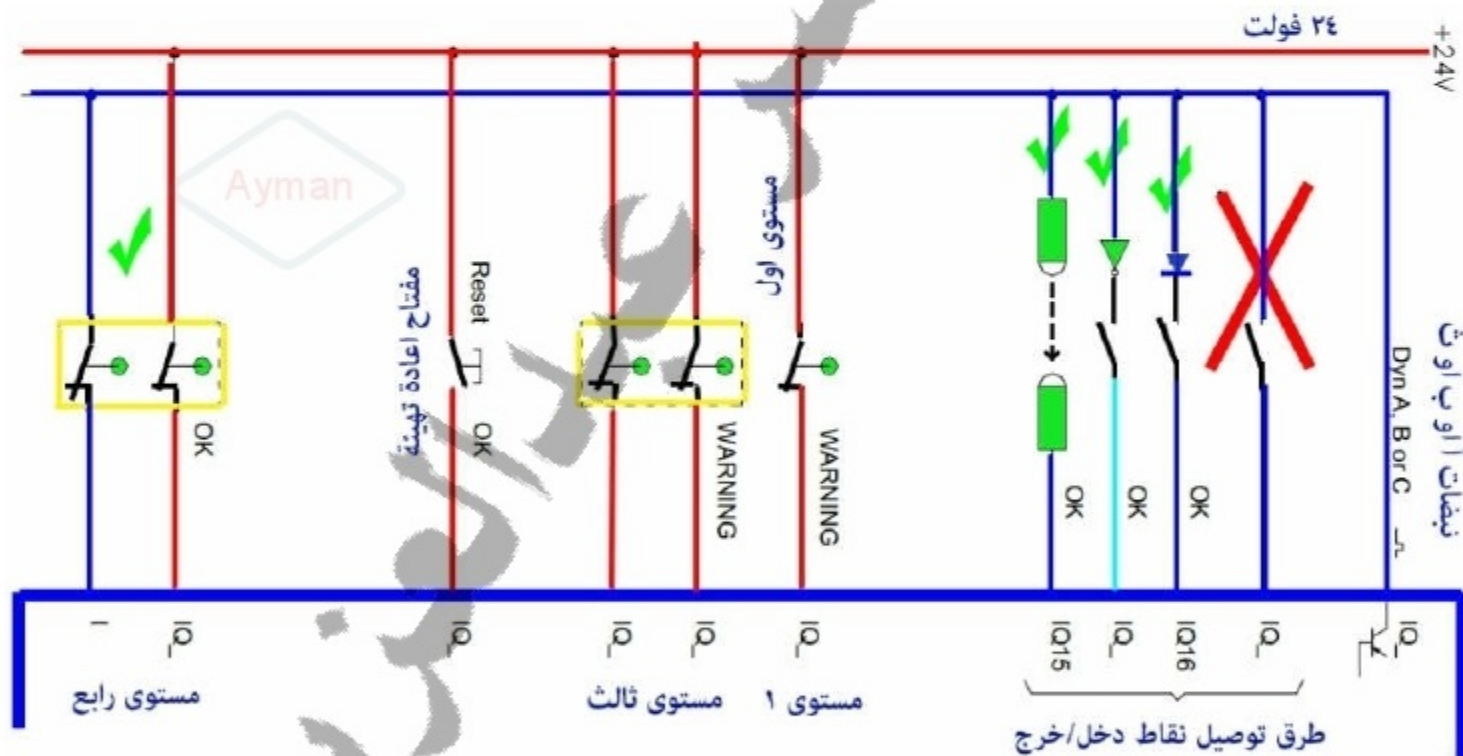 ٢٤ فولت
+24V
Ayman
مستوى اول
Reset
مفتاح اعادة تهيئة
نبضات ا او ب او ث
Dyn A, B or C
OK
OK
WARNING
WARNING
OK
OK
OK
I
IQ_
IQ_
IQ_
IQ_
IQ_
IQ15
IQ_
IQ16
IQ_
IQ_
مستوى رابع
مستوى ثالث
مستوى ١
طرق توصيل نقاط دخل/خرج